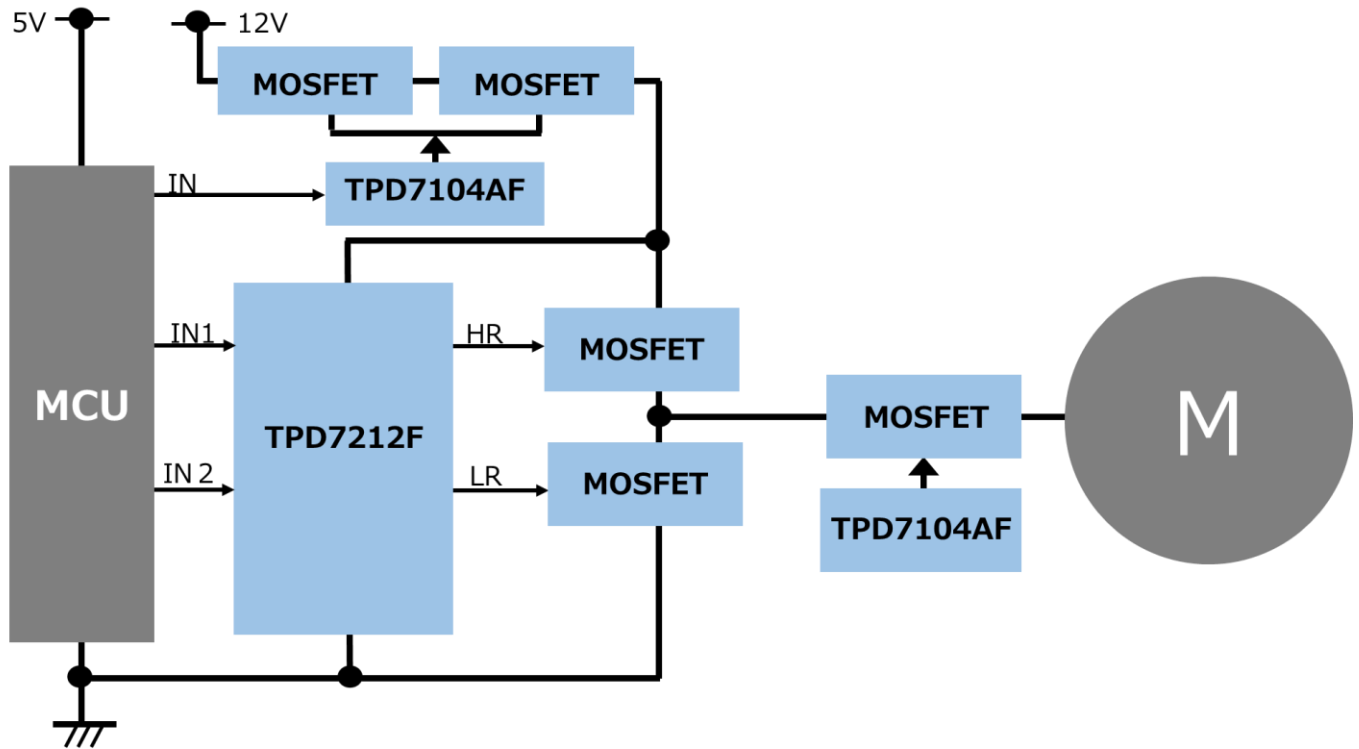 5V
12V
MOSFET
MOSFET
IN
TPD7104AF
IN1
HR
MOSFET
MCU
TPD7212F
MOSFET
M
IN 2
LR
MOSFET
TPD7104AF